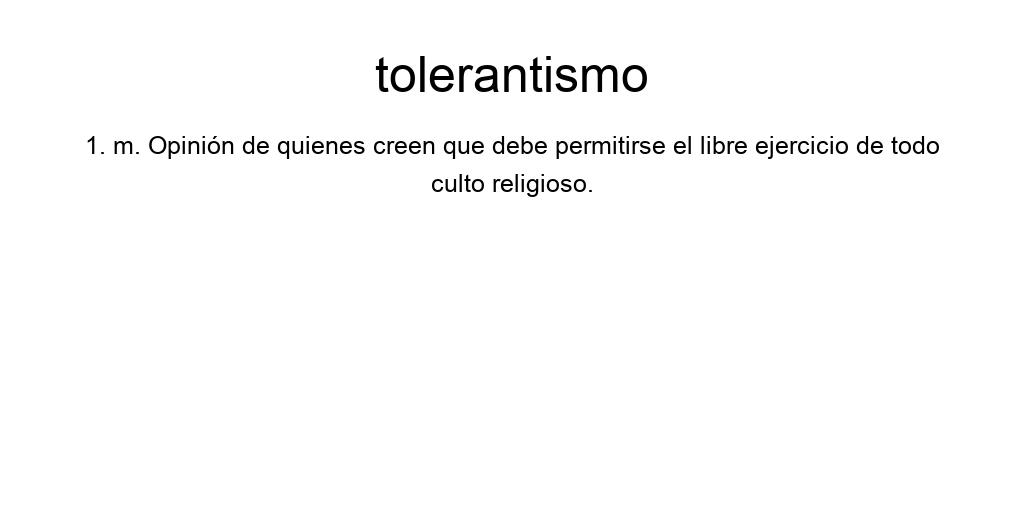 tolerantismo
1. m. Opinión de quienes creen que debe permitirse el libre ejercicio de todo
culto religioso.